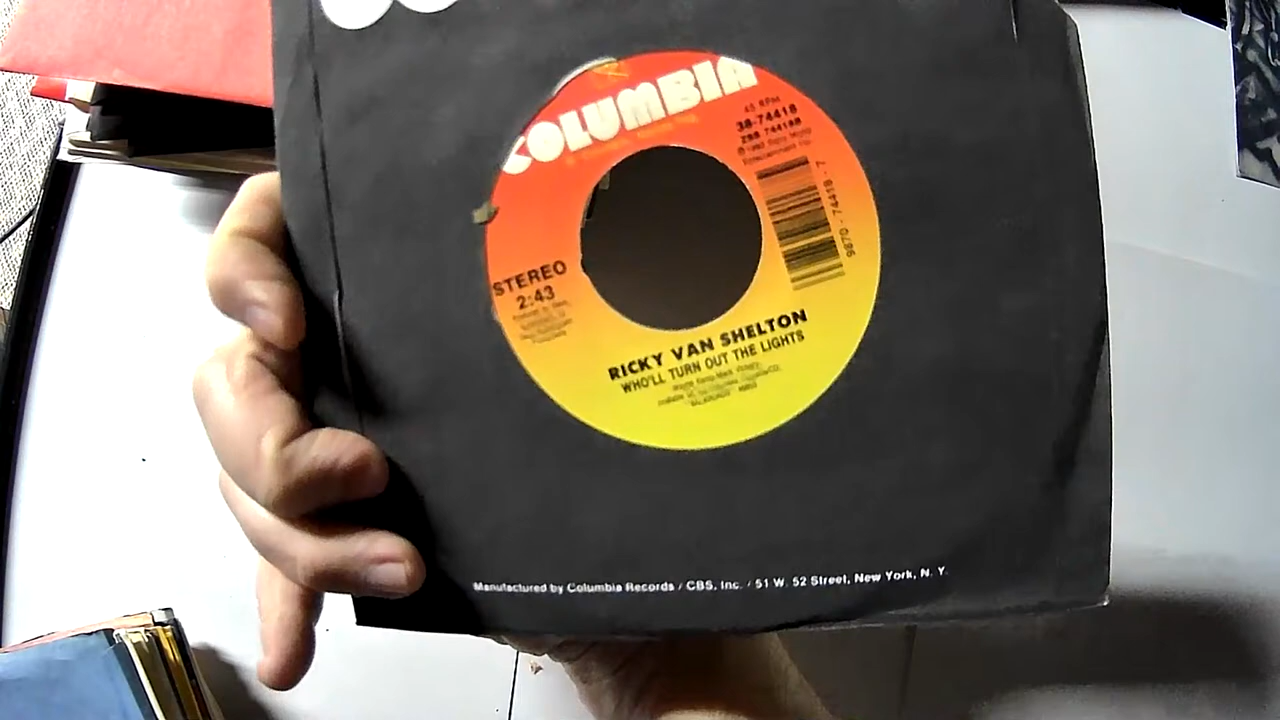 COLUMBIA
45 RPM
38-74418
ZSS 74418B
STEREO
2:43
9870-74418-7
RICKY VAN SHELTON
WHO'LL TURN OUT THE LIGHTS
Manufactured by Columbia Records / CBS, Inc. / 51 W. 52 Street, New York, N. Y.